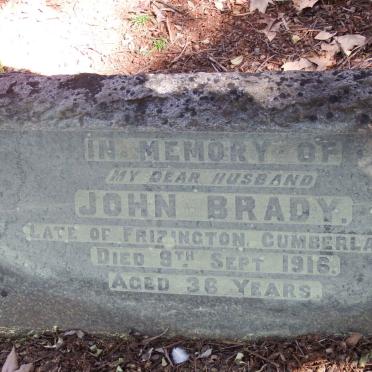 IN MEMORY OF
MY DEAR HUSBAND
JOHN BRADY.
LATE OF FRIZINGTON, CUMBERLA
DIED 9TH SEPT 1916.
AGED 36 YEARS.